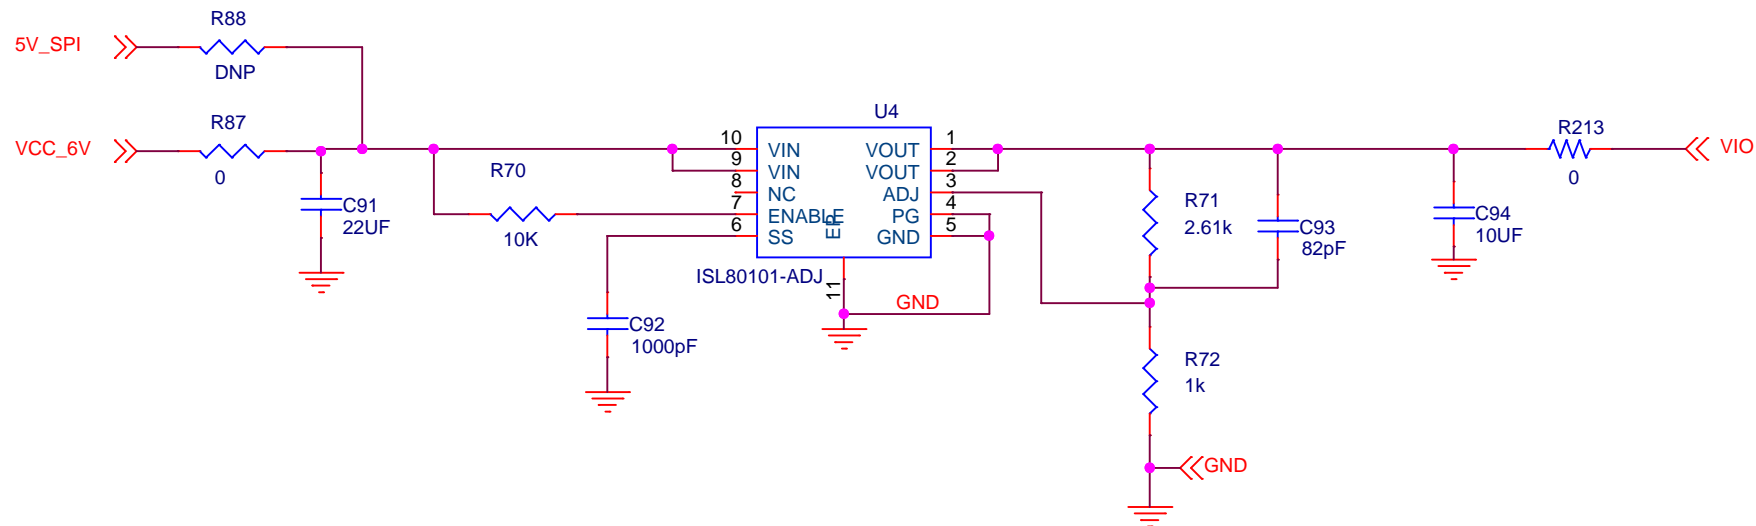 R88
5V_SPI
DNP
R87
VCC_6V
0
C91
22UF
R70
10K
U4
10
VIN
9
VIN
8
NC
7
ENABLE
6
SS
EP
1
VOUT
2
VOUT
3
ADJ
4
PG
5
GND
ISL80101-ADJ
11
GND
C92
1000pF
R71
2.61k
C93
82pF
C94
10UF
R213
0
VIO
R72
1k
GND